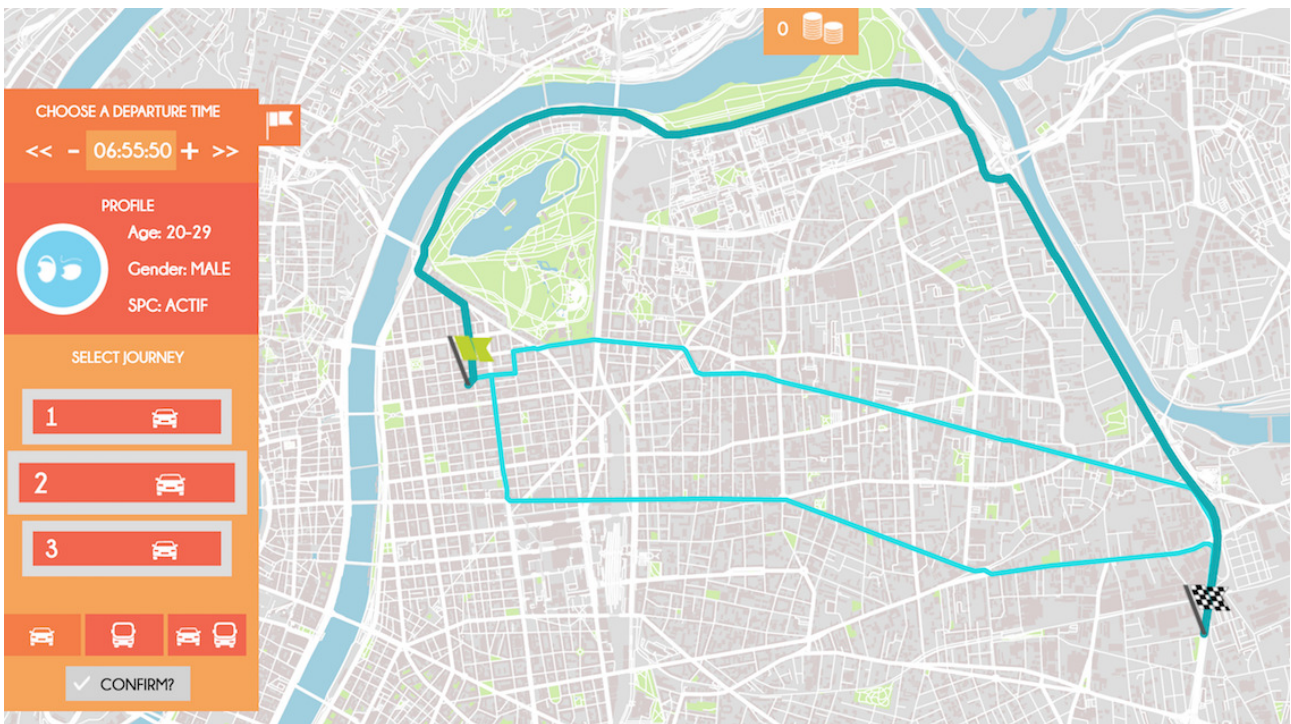 0
CHOOSE A DEPARTURE TIME
<< - 06:55:50 + >>
PROFILE
Age: 20-29
Gender: MALE
SPC: ACTIF
SELECT JOURNEY
1
2
3
CONFIRM?